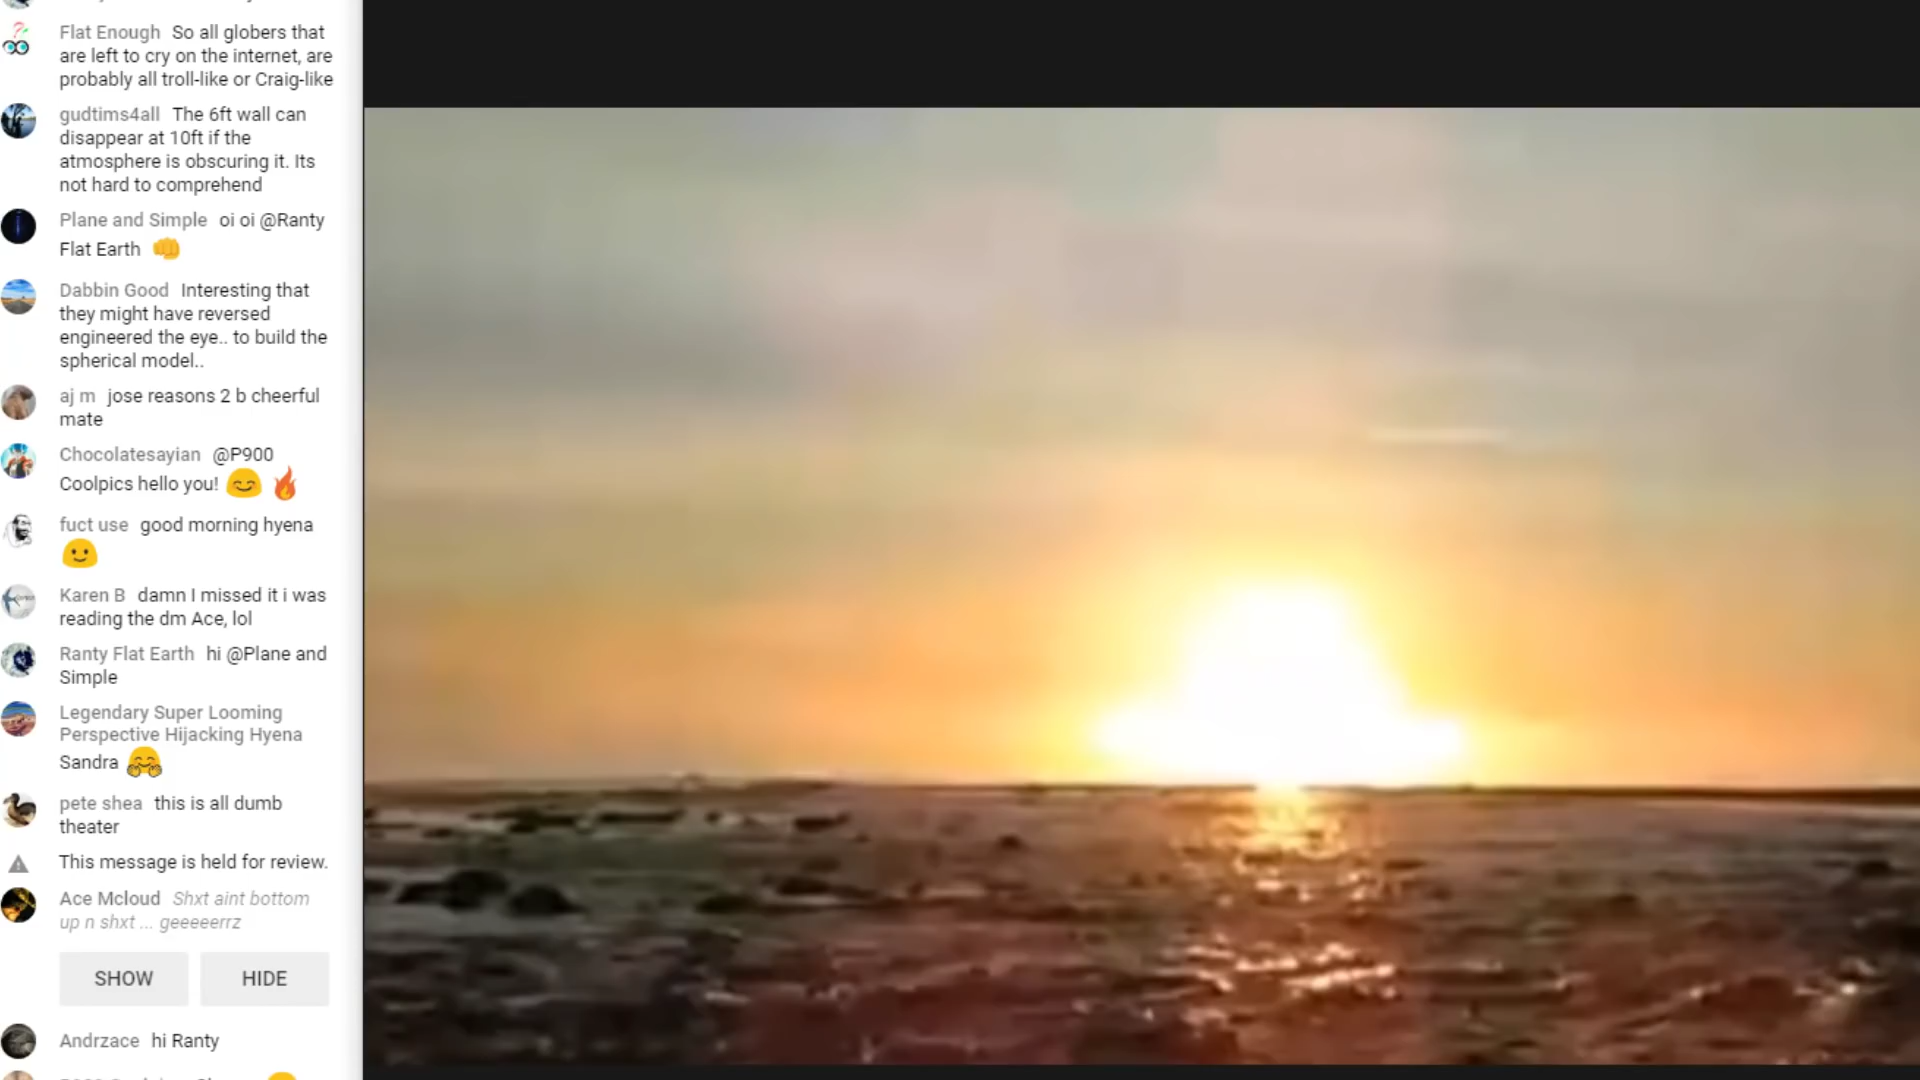 Flat Enough So all globers that
are left to cry on the internet, are
probably all troll-like or Craig-like
gudtims4all The 6ft wall can
disappear at 10ft if the
atmosphere is obscuring it. Its
not hard to comprehend
Plane and Simple oi oi @Ranty
Flat Earth
Dabbin Good Interesting that
they might have reversed
engineered the eye.. to build the
spherical model..
aj m jose reasons 2 b cheerful
mate
Chocolatesayian @P900
Coolpics hello you!
fuct use good morning hyena
Karen B damn I missed it i was
reading the dm Ace, lol
Ranty Flat Earth hi @Plane and
Simple
Legendary Super Looming
Perspective Hijacking Hyena
Sandra
pete shea this is all dumb
theater
This message is held for review.
Ace Mcloud Shxt aint bottom
up n shxt ... geeeeerrz
SHOW HIDE
Andrzace hi Ranty